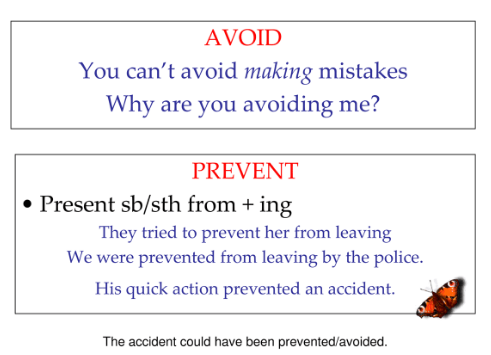 AVOID
You can't avoid making mistakes
Why are you avoiding me?
PREVENT
• Present sb/sth from + ing
They tried to prevent her from leaving
We were prevented from leaving by the police.
His quick action prevented an accident.
The accident could have been prevented/avoided.